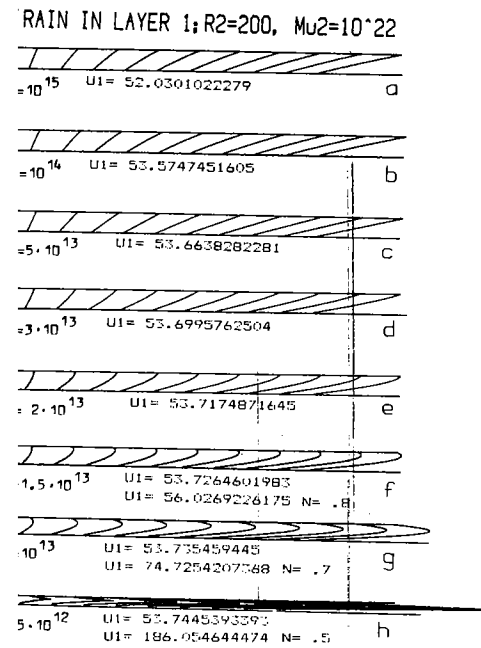 RAIN IN LAYER 1; R2=200, Mu2=10^22
=10^15 U1= 52.0301022279 a
=10^14 U1= 53.5747451605 b
=5·10^13 U1= 53.6638282281 c
=3·10^13 U1= 53.6995762504 d
= 2·10^13 U1= 53.7174871645 e
1.5·10^13 U1= 53.7264601983 f
U1= 56.0269226175 N= .8
10^13 U1= 53.735459445 g
U1= 74.7254207368 N= .7
5·10^12 U1= 53.7445393393 h
U1= 186.054644474 N= .5